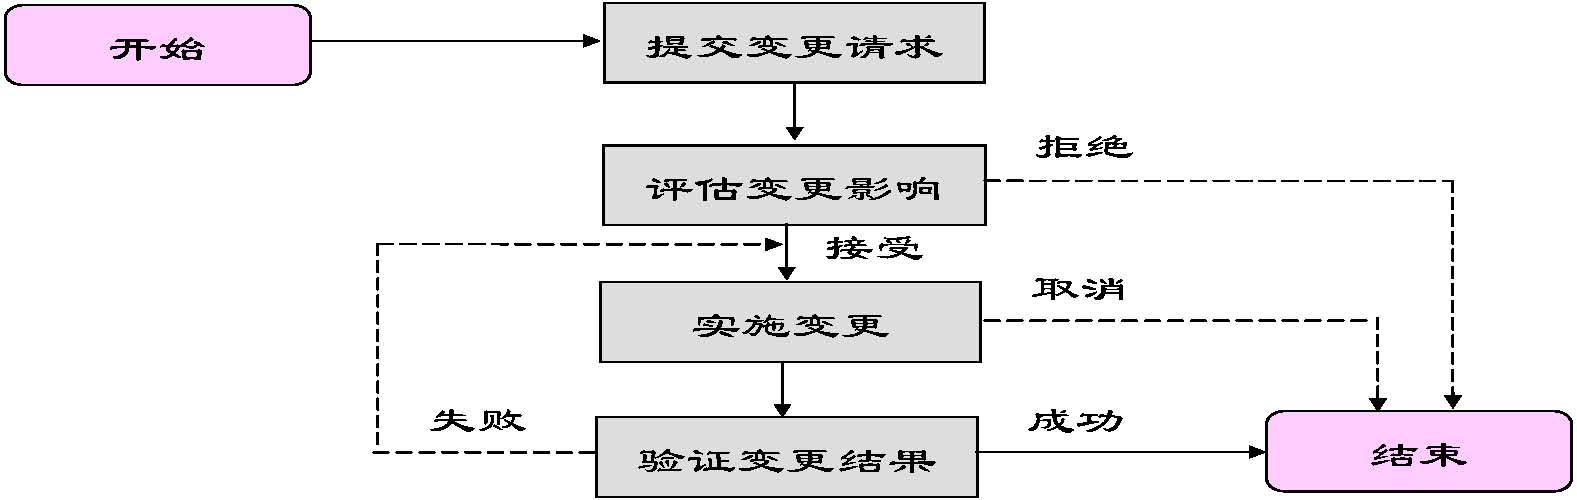 开始
提交变更请求
拒绝
评估变更影响
接受
取消
实施变更
失败
成功
验证变更结果
结束